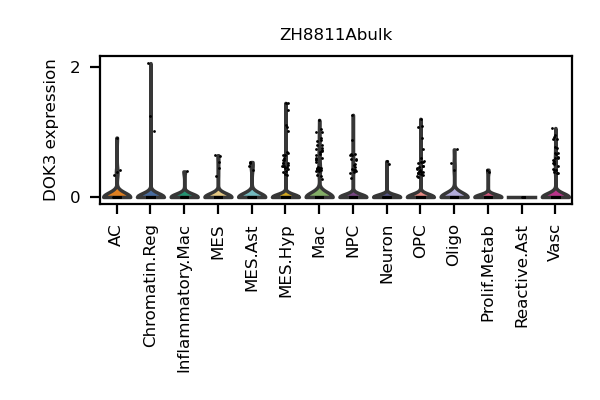 ZH8811Abulk
DOK3 expression
2
0
AC
Chromatin.Reg
Inflammatory.Mac
MES
MES.Ast
MES.Hyp
Mac
NPC
Neuron
OPC
Oligo
Prolif.Metab
Reactive.Ast
Vasc